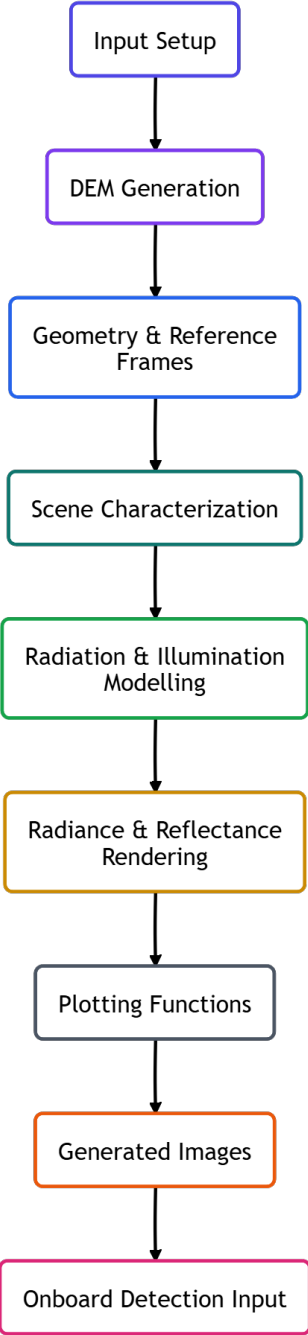 Input Setup
DEM Generation
Geometry & Reference
Frames
Scene Characterization
Radiation & Illumination
Modelling
Radiance & Reflectance
Rendering
Plotting Functions
Generated Images
Onboard Detection Input